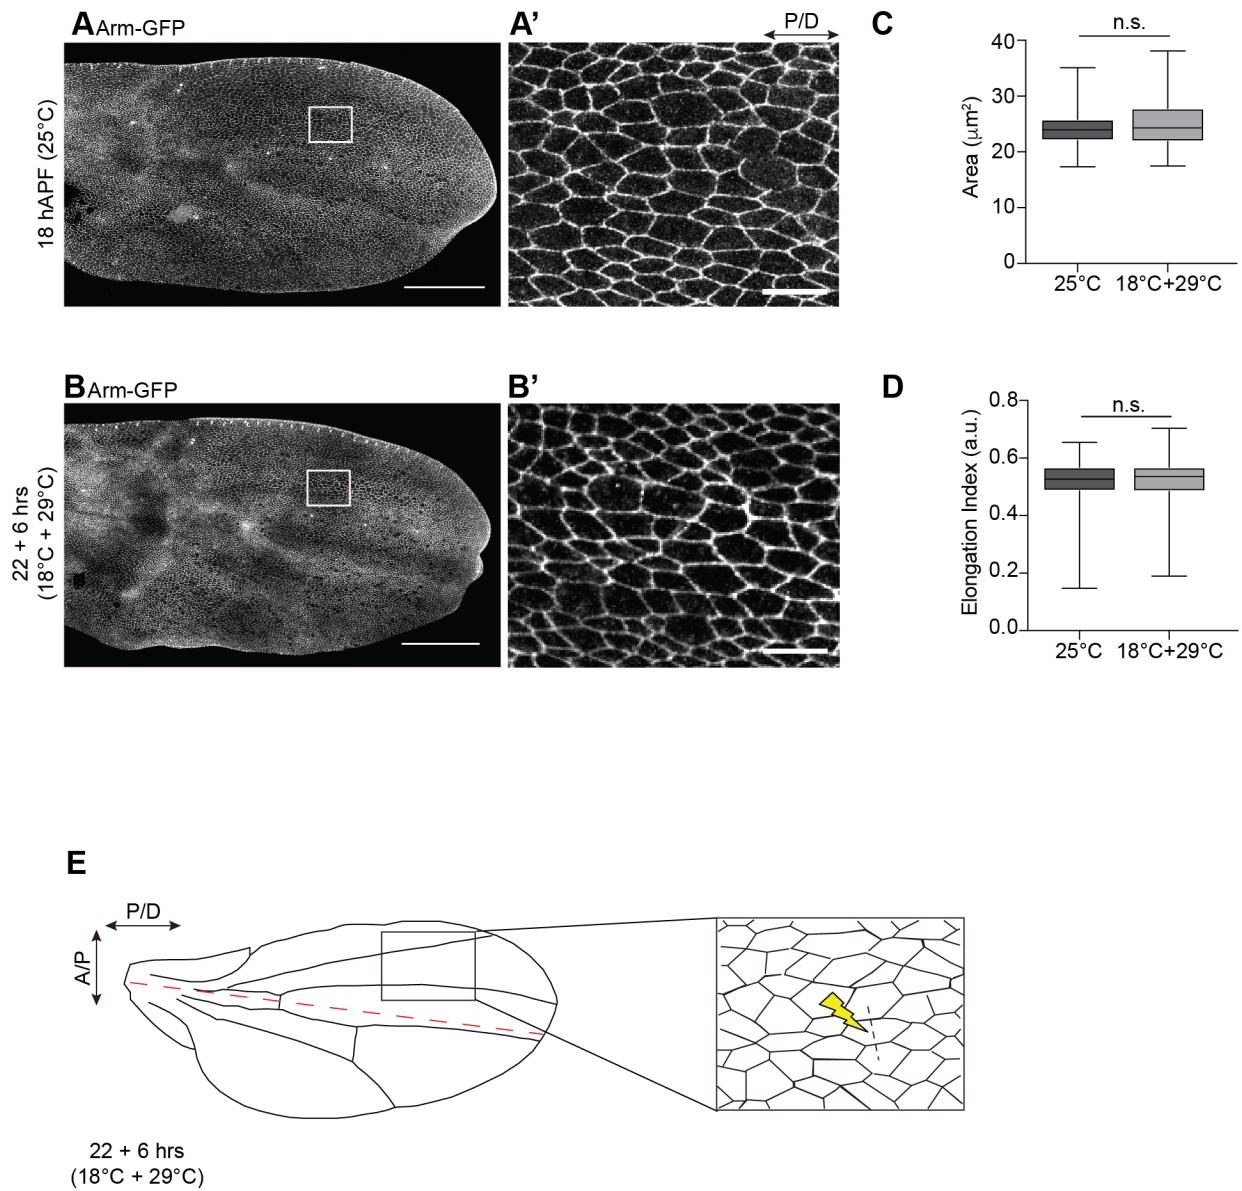 A Arm-GFP
A' P/D
18 hAPF (25°C)
C
n.s.
Area (μm²)
40
30
20
10
0
25°C 18°C+29°C
B Arm-GFP
B'
22 + 6 hrs
(18°C + 29°C)
D
n.s.
Elongation Index (a.u.)
0.8
0.6
0.4
0.2
0.0
25°C 18°C+29°C
E
P/D
A/P
22 + 6 hrs
(18°C + 29°C)